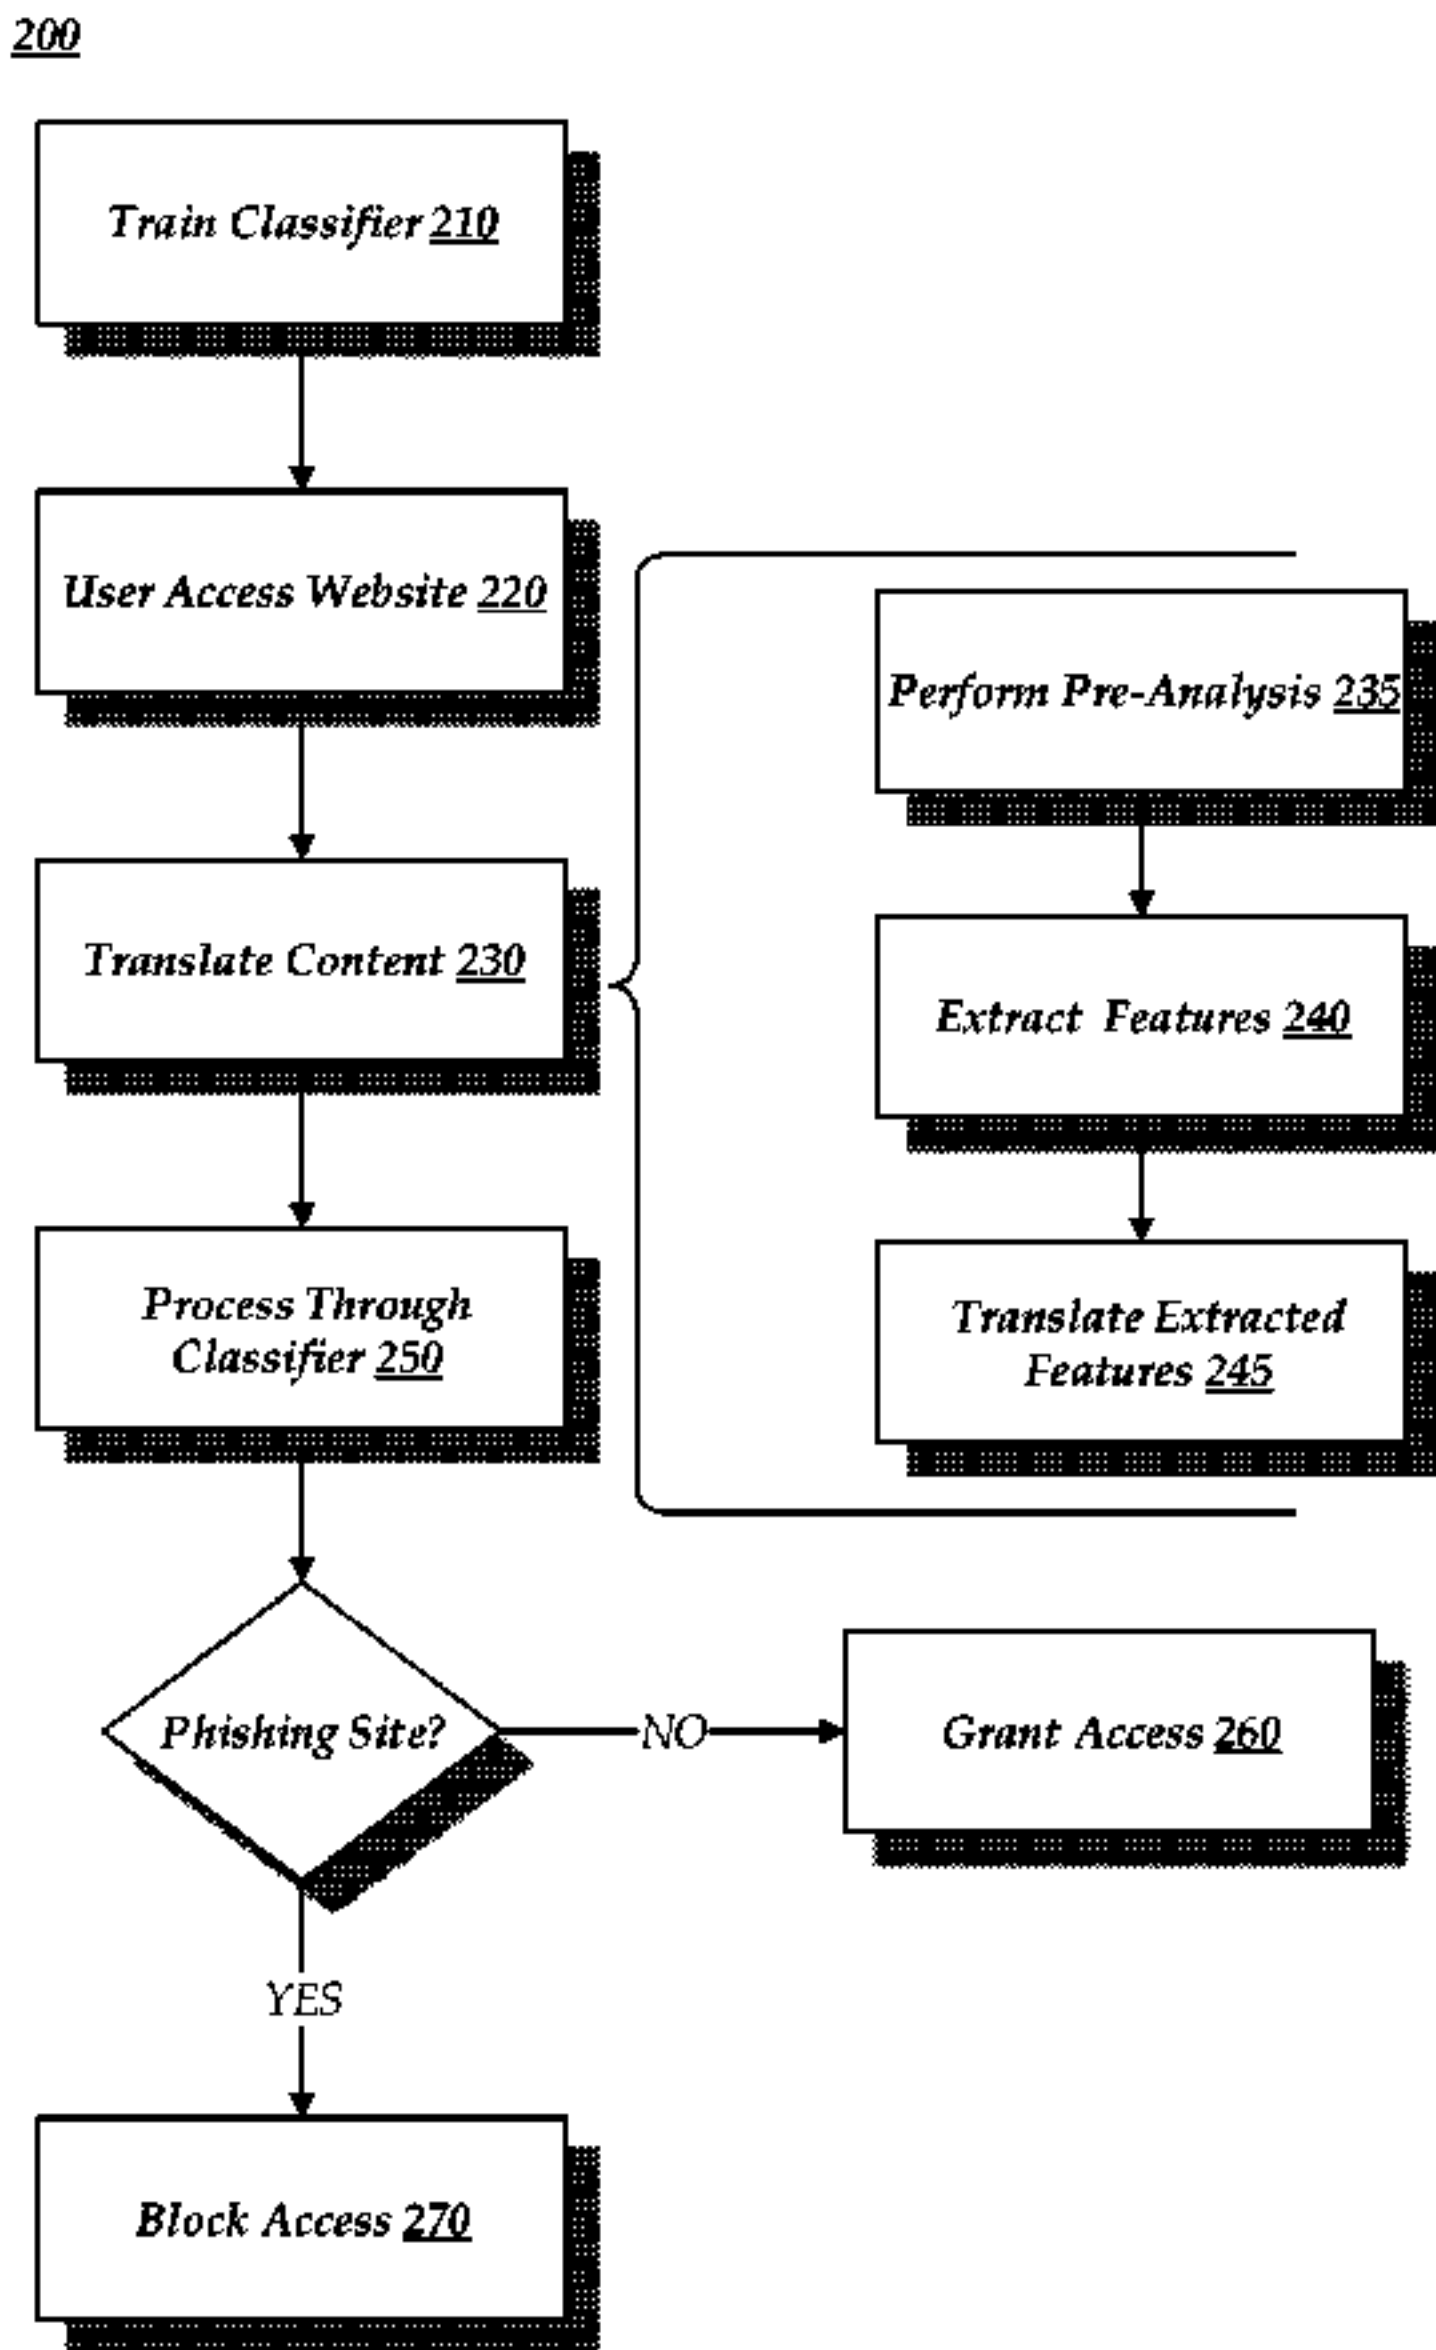 200
Train Classifier 210
User Access Website 220
Perform Pre-Analysis 235
Translate Content 230
Extract Features 240
Process Through
Classifier 250
Translate Extracted
Features 245
Phishing Site?
NO
Grant Access 260
YES
Block Access 270